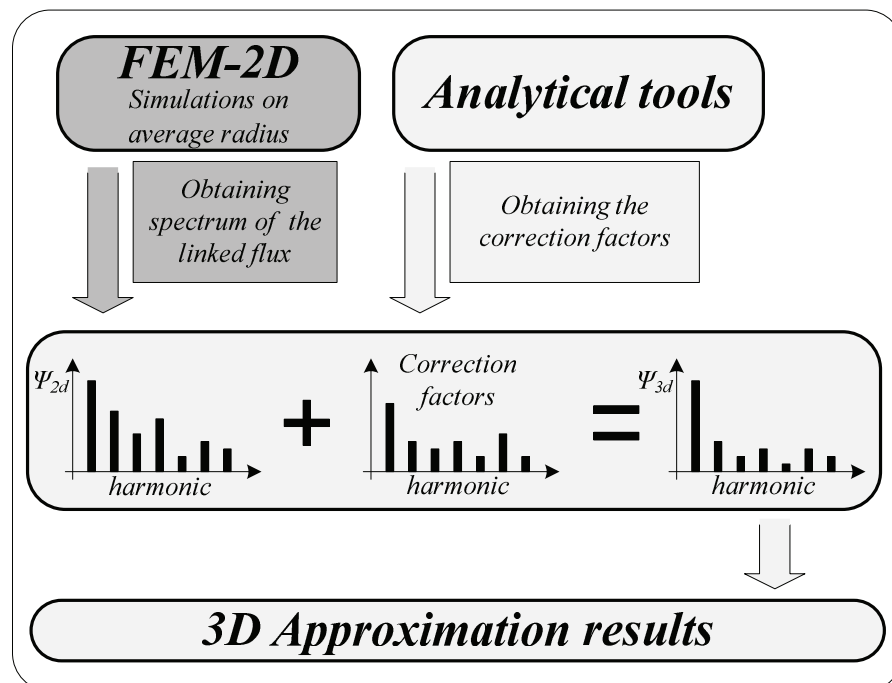 FEM-2D
Simulations on
average radius
Analytical tools
Obtaining
spectrum of the
linked flux
Obtaining the
correction factors
Ψ2d
harmonic
+
Correction
factors
harmonic
=
Ψ3d
harmonic
3D Approximation results